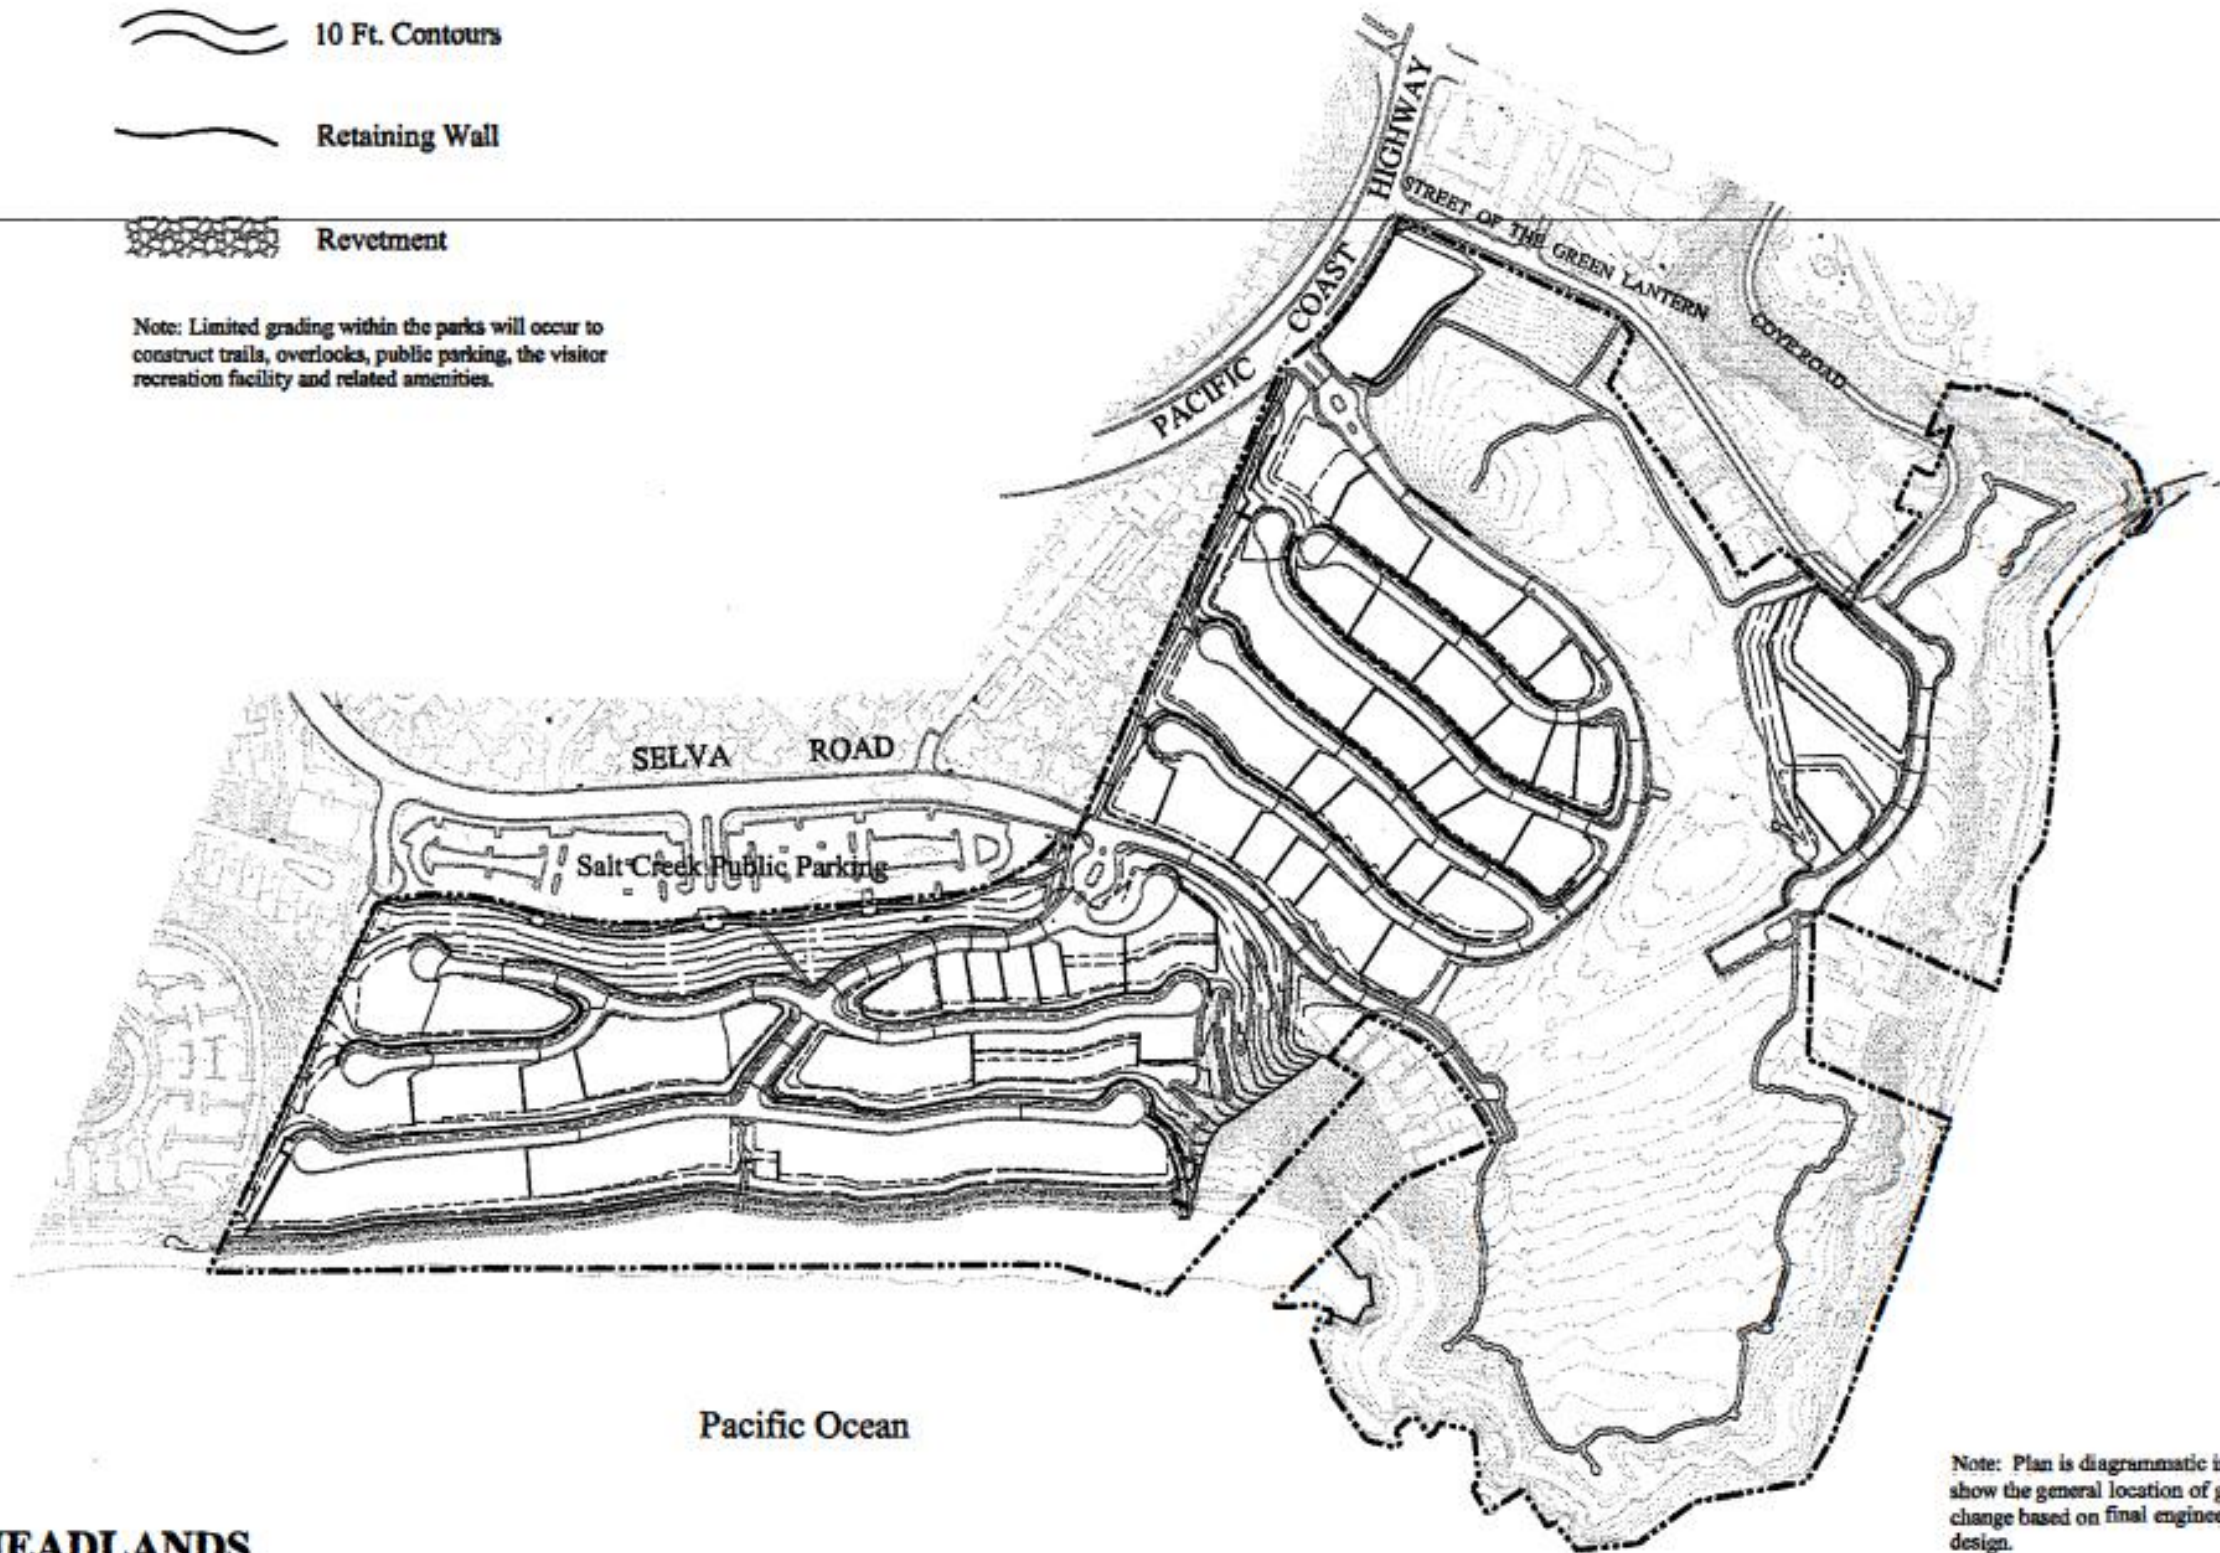 10 Ft. Contours
Retaining Wall
Revetment
Note: Limited grading within the parks will occur to
construct trails, overlooks, public parking, the visitor
recreation facility and related amenities.
PACIFIC COAST HIGHWAY
STREET OF THE GREEN LANTERN
COVE ROAD
SELVA ROAD
Salt Creek Public Parking
Pacific Ocean
Note: Plan is diagrammatic
show the general location of
change based on final
design.
HEADLANDS